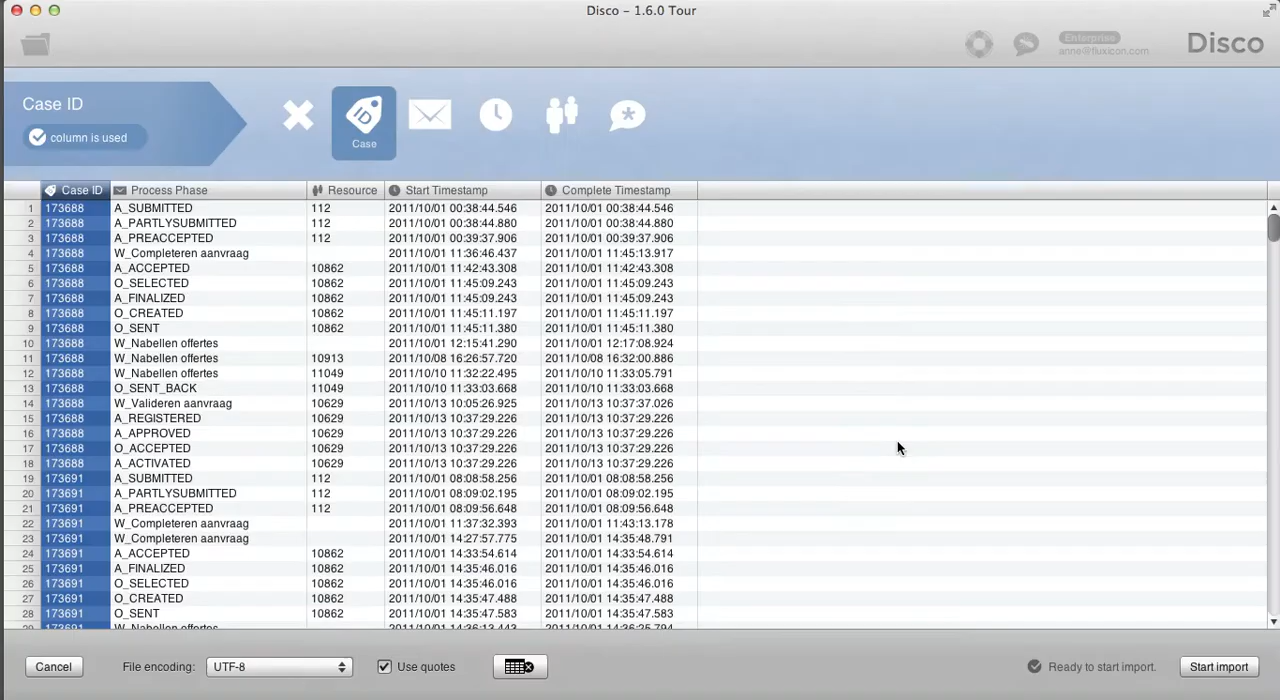 Disco – 1.6.0 Tour
Enterprise
anne@fluxicon.com
Disco
Case ID
column is used
Case
Case ID Process Phase Resource Start Timestamp Complete Timestamp
1 173688 A_SUBMITTED 112 2011/10/01 00:38:44.546 2011/10/01 00:38:44.546
2 173688 A_PARTLYSUBMITTED 112 2011/10/01 00:38:44.880 2011/10/01 00:38:44.880
3 173688 A_PREACCEPTED 112 2011/10/01 00:39:37.906 2011/10/01 00:39:37.906
4 173688 W_Completeren aanvraag 2011/10/01 11:36:46.437 2011/10/01 11:45:13.917
5 173688 A_ACCEPTED 10862 2011/10/01 11:42:43.308 2011/10/01 11:42:43.308
6 173688 O_SELECTED 10862 2011/10/01 11:45:09.243 2011/10/01 11:45:09.243
7 173688 A_FINALIZED 10862 2011/10/01 11:45:09.243 2011/10/01 11:45:09.243
8 173688 O_CREATED 10862 2011/10/01 11:45:11.197 2011/10/01 11:45:11.197
9 173688 O_SENT 10862 2011/10/01 11:45:11.380 2011/10/01 11:45:11.380
10 173688 W_Nabellen offertes 2011/10/01 12:15:41.290 2011/10/01 12:17:08.924
11 173688 W_Nabellen offertes 10913 2011/10/08 16:26:57.720 2011/10/08 16:32:00.886
12 173688 W_Nabellen offertes 11049 2011/10/10 11:32:22.495 2011/10/10 11:33:05.791
13 173688 O_SENT_BACK 11049 2011/10/10 11:33:03.668 2011/10/10 11:33:03.668
14 173688 W_Valideren aanvraag 10629 2011/10/13 10:05:26.925 2011/10/13 10:37:37.026
15 173688 A_REGISTERED 10629 2011/10/13 10:37:29.226 2011/10/13 10:37:29.226
16 173688 A_APPROVED 10629 2011/10/13 10:37:29.226 2011/10/13 10:37:29.226
17 173688 O_ACCEPTED 10629 2011/10/13 10:37:29.226 2011/10/13 10:37:29.226
18 173688 A_ACTIVATED 10629 2011/10/13 10:37:29.226 2011/10/13 10:37:29.226
19 173691 A_SUBMITTED 112 2011/10/01 08:08:58.256 2011/10/01 08:08:58.256
20 173691 A_PARTLYSUBMITTED 112 2011/10/01 08:09:02.195 2011/10/01 08:09:02.195
21 173691 A_PREACCEPTED 112 2011/10/01 08:09:56.648 2011/10/01 08:09:56.648
22 173691 W_Completeren aanvraag 2011/10/01 11:37:32.393 2011/10/01 11:43:13.178
23 173691 W_Completeren aanvraag 2011/10/01 14:27:57.775 2011/10/01 14:35:48.791
24 173691 A_ACCEPTED 10862 2011/10/01 14:33:54.614 2011/10/01 14:33:54.614
25 173691 A_FINALIZED 10862 2011/10/01 14:35:46.016 2011/10/01 14:35:46.016
26 173691 O_SELECTED 10862 2011/10/01 14:35:46.016 2011/10/01 14:35:46.016
27 173691 O_CREATED 10862 2011/10/01 14:35:47.488 2011/10/01 14:35:47.488
28 173691 O_SENT 10862 2011/10/01 14:35:47.583 2011/10/01 14:35:47.583
29 173691 W_Nabellen offertes 2011/10/01 14:36:13.443 2011/10/01 14:36:25.794
Cancel File encoding: UTF-8 Use quotes Ready to start import. Start import